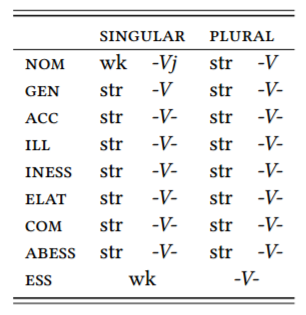 SINGULAR PLURAL
NOM wk -Vj str -V
GEN str -V str -V-
ACC str -V- str -V-
ILL str -V- str -V-
INESS str -V- str -V-
ELAT str -V- str -V-
COM str -V- str -V-
ABESS str -V- str -V-
ESS wk -V-